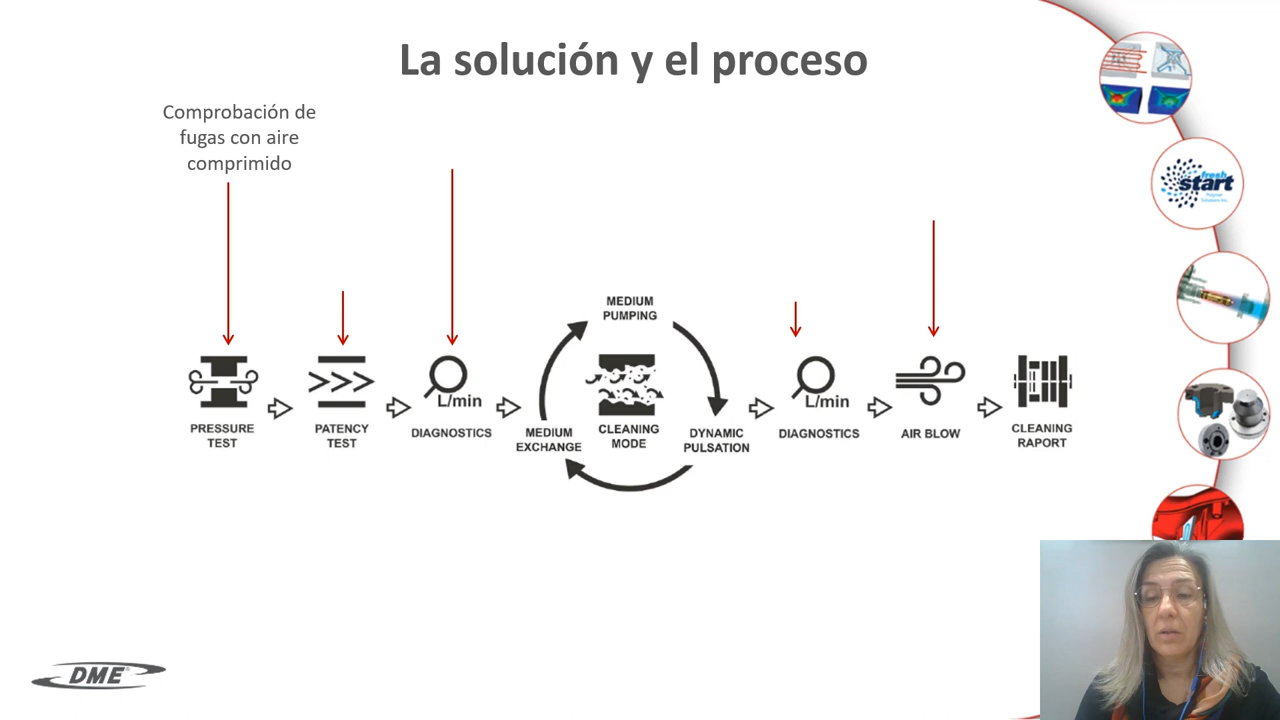 La solución y el proceso
Comprobación de
fugas con aire
comprimido
fresh
start
MEDIUM
PUMPING
L/min
L/min
PRESSURE
TEST
PATENCY
TEST
DIAGNOSTICS
MEDIUM
EXCHANGE
CLEANING
MODE
DYNAMIC
PULSATION
DIAGNOSTICS
AIR BLOW
CLEANING
RAPORT
DME